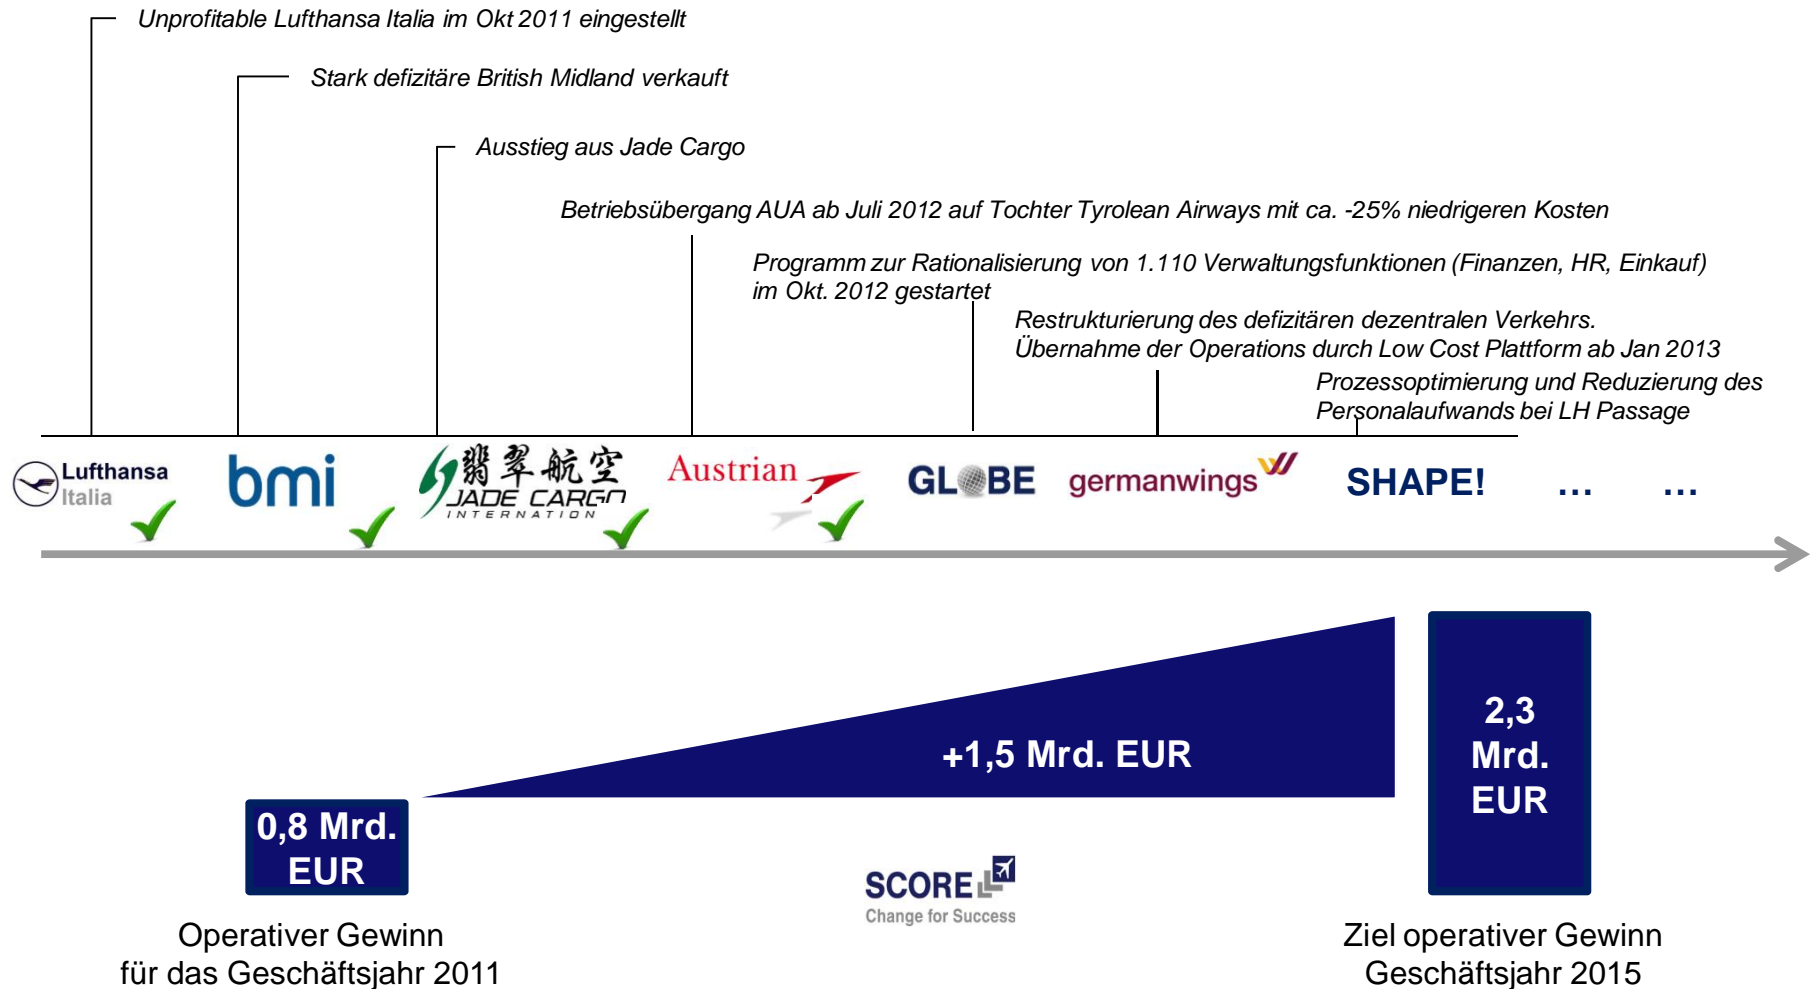 Unprofitable Lufthansa Italia im Okt 2011 eingestellt
Stark defizitäre British Midland verkauft
Ausstieg aus Jade Cargo
Betriebsübergang AUA ab Juli 2012 auf Tochter Tyrolean Airways mit ca. -25% niedrigeren Kosten
Programm zur Rationalisierung von 1.110 Verwaltungsfunktionen (Finanzen, HR, Einkauf)
im Okt. 2012 gestartet
Restrukturierung des defizitären dezentralen Verkehrs.
Übernahme der Operations durch Low Cost Plattform ab Jan 2013
Prozessoptimierung und Reduzierung des
Personalaufwands bei LH Passage
Lufthansa
Italia
bmi
翡翠航空
JADE CARGO
INTERNATION
Austrian
GLOBE
germanwings
SHAPE!
...
...
+1,5 Mrd. EUR
2,3
Mrd.
EUR
0,8 Mrd.
EUR
SCORE
Change for Success
Operativer Gewinn
für das Geschäftsjahr 2011
Ziel operativer Gewinn
Geschäftsjahr 2015